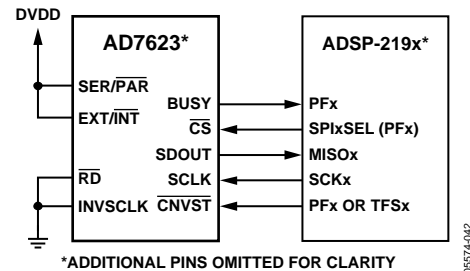 DVDD
AD7623*
ADSP-219x*
SER/PAR
EXT/INT
BUSY
PFx
CS
SPIxSEL (PFx)
SDOUT
MISOx
RD
SCLK
SCKx
INVSCLK
CNVST
PFx OR TFSx
*ADDITIONAL PINS OMITTED FOR CLARITY
05574-042